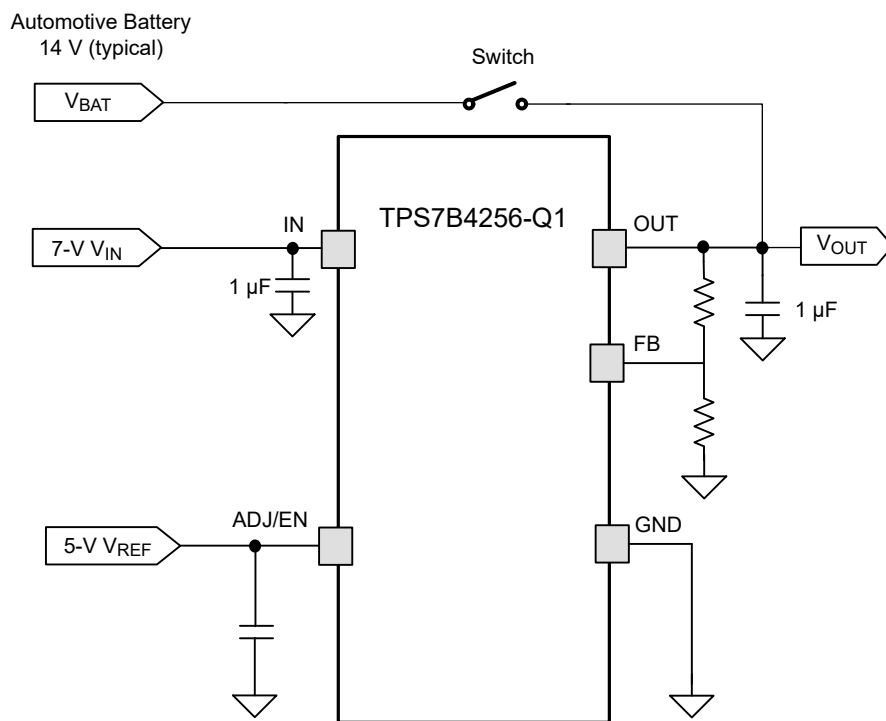 Automotive Battery
14 V (typical)
Switch
VBAT
TPS7B4256-Q1
IN
OUT
7-V VIN
VOUT
1 µF
1 µF
FB
ADJ/EN
GND
5-V VREF